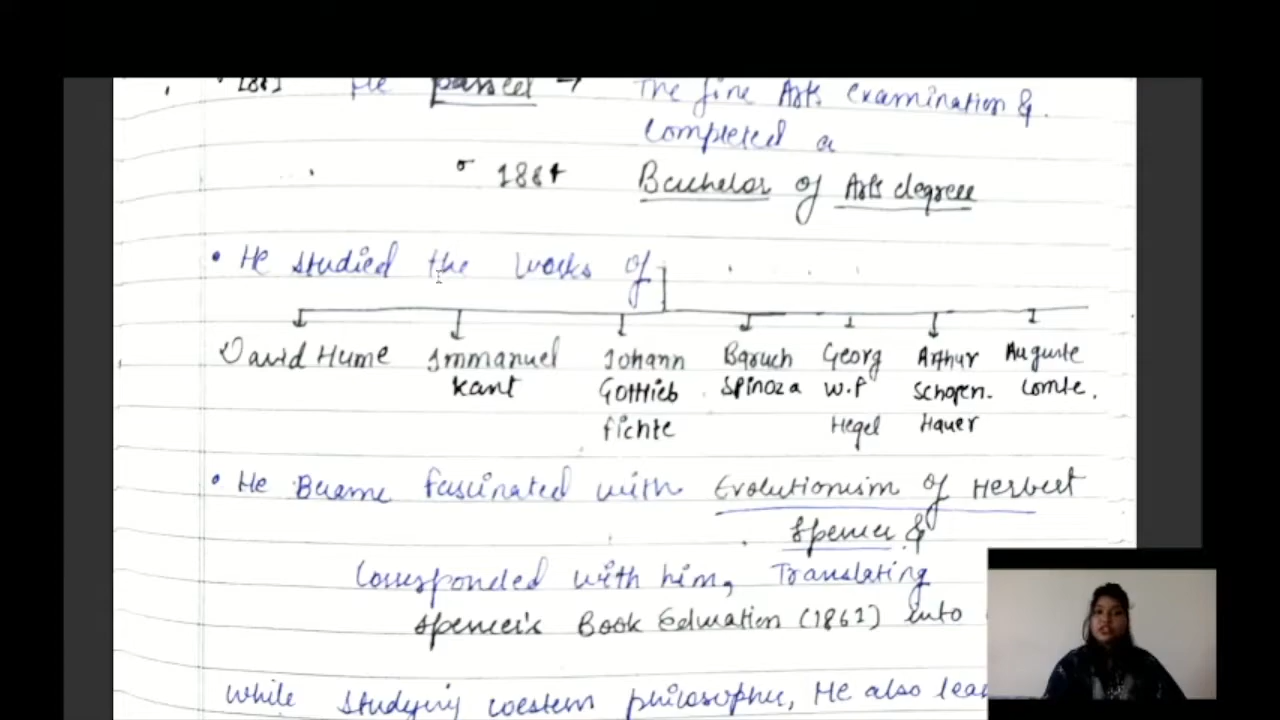 1881 He passed → The fine Arts examination &
completed a
1884 Bachelor of Arts degree
• He studied the works of
David Hume Immanuel Johann Baruch Georg Arthur Auguste
Kant Gottlieb Spinoza W.F Schopen. Comte.
fichte Hegel Hauer
• He Became fascinated with Evolutionism of Herbert
Spencer &
Corresponded with him, Translating
Spencer's Book Education (1861) into
while studying western philosopher, He also